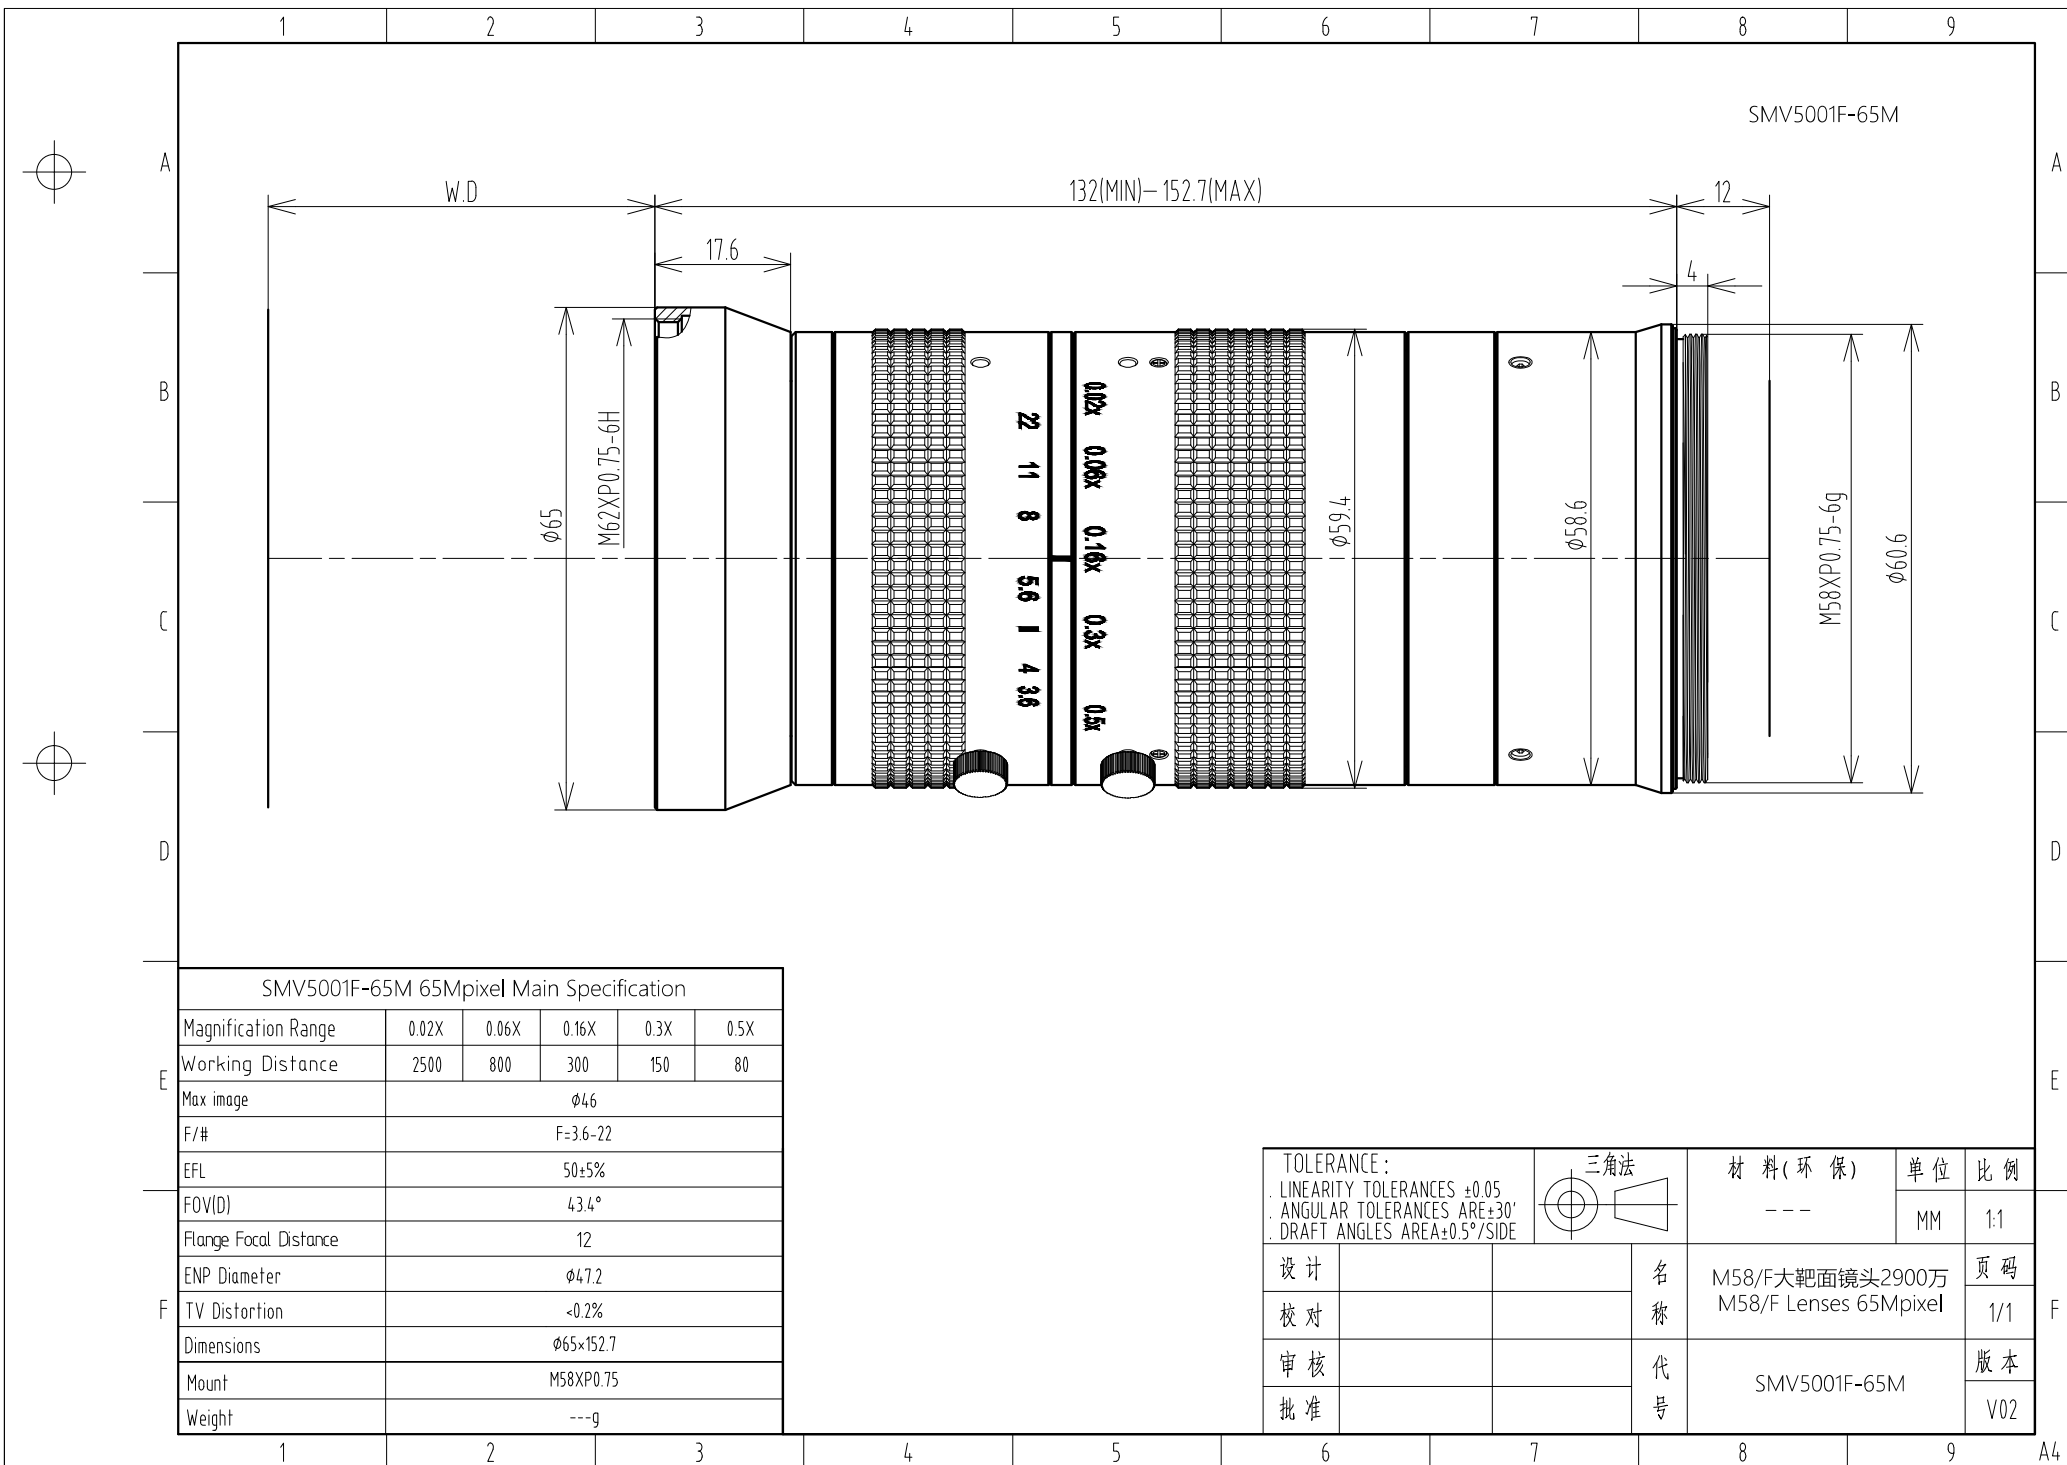 1 2 3 4 5 6 7 8 9
SMV5001F-65M
A A
W.D
132(MIN)-152.7(MAX)
12
17.6
4
B B
C C
D D
E E
F F
φ65
M62XP0.75-6H
22 11 8 5.6 4 3.6
0.02x 0.06x 0.16x 0.3x 0.5x
φ59.4
φ58.6
M58XP0.75-6g
φ60.6
SMV5001F-65M 65Mpixel Main Specification
Magnification Range 0.02X 0.06X 0.16X 0.3X 0.5X
Working Distance 2500 800 300 150 80
Max image φ46
F/# F=3.6-22
EFL 50±5%
FOV(D) 43.4°
Flange Focal Distance 12
ENP Diameter φ47.2
TV Distortion <0.2%
Dimensions φ65×152.7
Mount M58XP0.75
Weight ---g
TOLERANCE:
. LINEARITY TOLERANCES ±0.05
. ANGULAR TOLERANCES ARE±30'
. DRAFT ANGLES AREA±0.5°/SIDE
三角法
材 料(环 保)
---
单 位
MM
比 例
1:1
设 计
校 对
审 核
批 准
名
称
M58/F大靶面镜头2900万
M58/F Lenses 65Mpixel
页 码
1/1
代
号
SMV5001F-65M
版 本
V02
1 2 3 4 5 6 7 8 9 A4